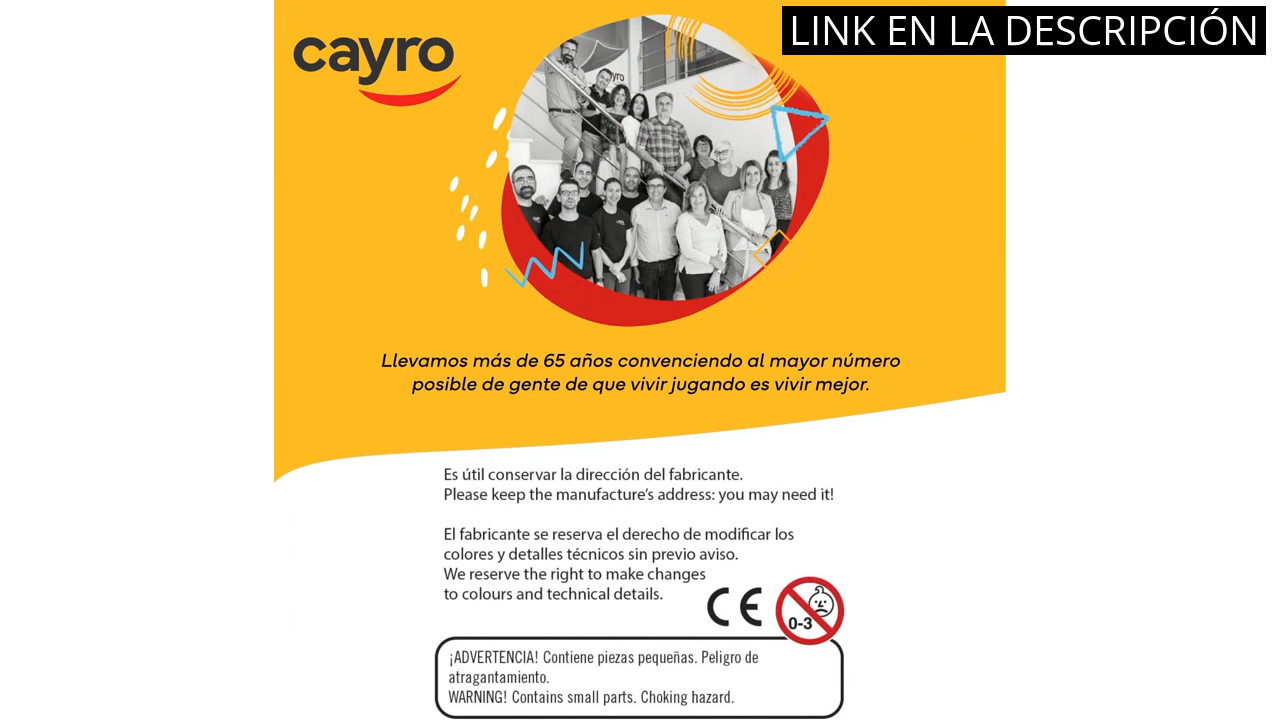 LINK EN LA DESCRIPCIÓN
cayro
Llevamos más de 65 años convenciendo al mayor número
posible de gente de que vivir jugando es vivir mejor.
Es útil conservar la dirección del fabricante.
Please keep the manufacture's address: you may need it!
El fabricante se reserva el derecho de modificar los
colores y detalles técnicos sin previo aviso.
We reserve the right to make changes
to colours and technical details.
CE
0-3
¡ADVERTENCIA! Contiene piezas pequeñas. Peligro de
atragantamiento.
WARNING! Contains small parts. Choking hazard.